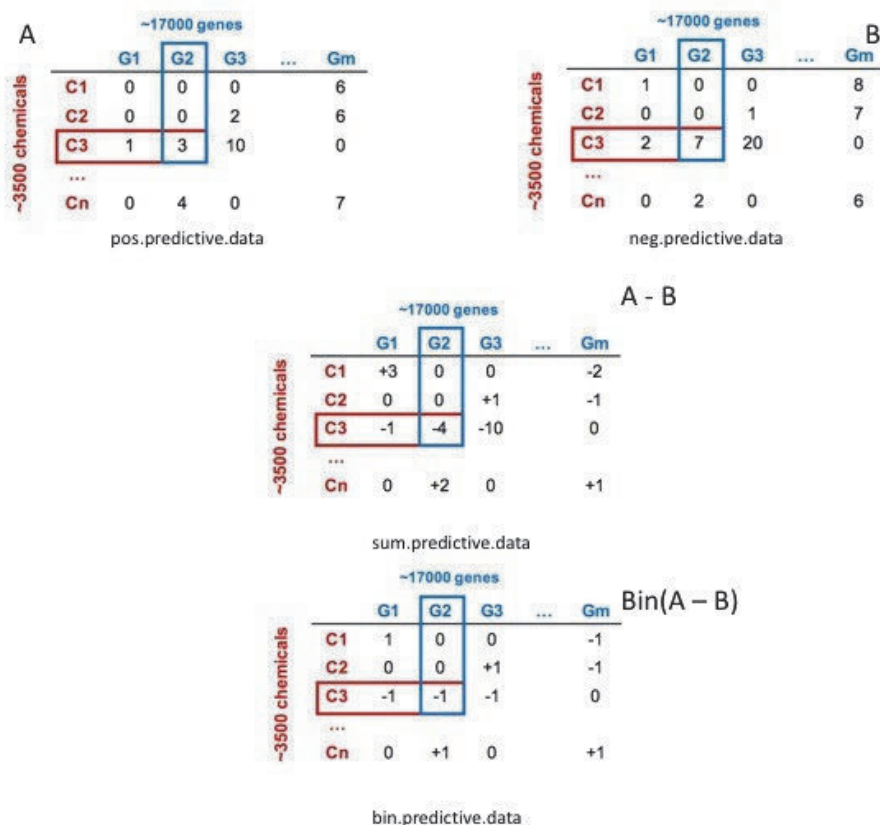 A
~17000 genes
G1 G2 G3 ... Gm
~3500 chemicals
C1 0 0 0 6
C2 0 0 2 6
C3 1 3 10 0
...
Cn 0 4 0 7
pos.predictive.data
B
~17000 genes
G1 G2 G3 ... Gm
~3500 chemicals
C1 1 0 0 8
C2 0 0 1 7
C3 2 7 20 0
...
Cn 0 2 0 6
neg.predictive.data
A - B
~17000 genes
G1 G2 G3 ... Gm
~3500 chemicals
C1 +3 0 0 -2
C2 0 0 +1 -1
C3 -1 -4 -10 0
...
Cn 0 +2 0 +1
sum.predictive.data
Bin(A – B)
~17000 genes
G1 G2 G3 ... Gm
~3500 chemicals
C1 1 0 0 -1
C2 0 0 +1 -1
C3 -1 -1 -1 0
...
Cn 0 +1 0 +1
bin.predictive.data